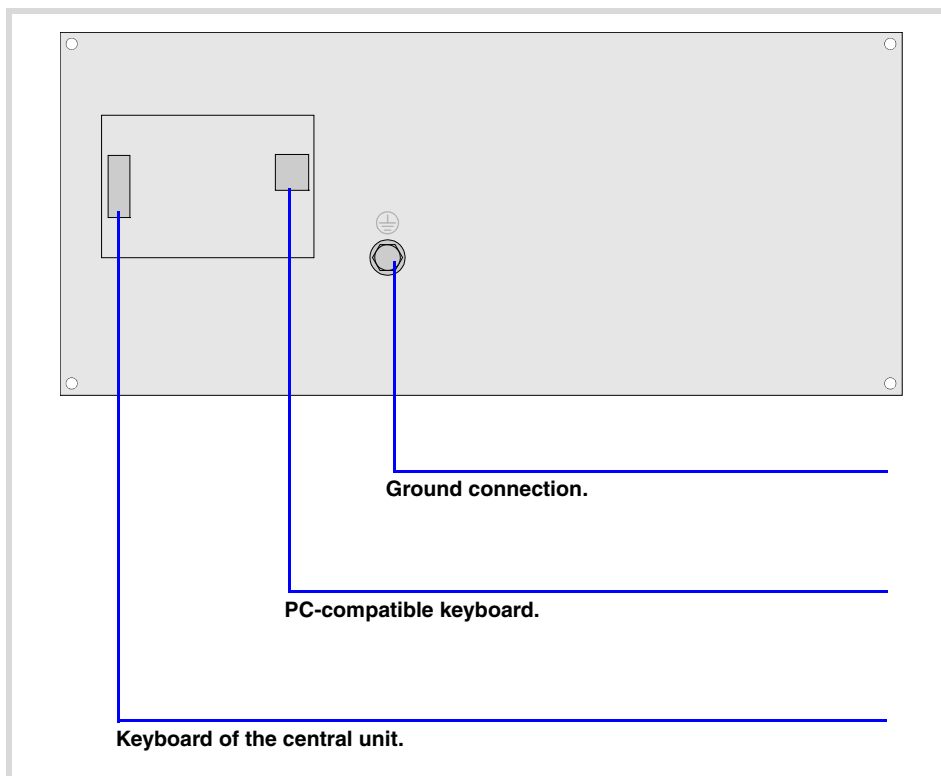 Ground connection.
PC-compatible keyboard.
Keyboard of the central unit.